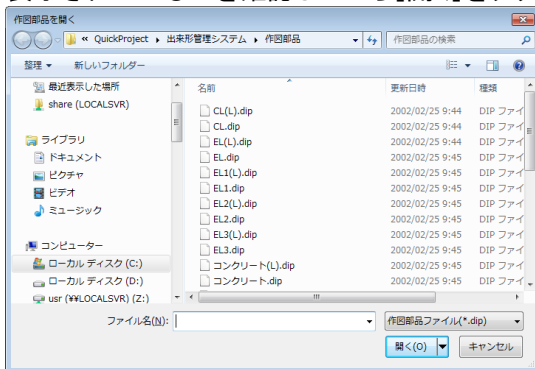 作図部品を開く
« QuickProject ▸ 出来形管理システム ▸ 作図部品
作図部品の検索
整理 ▼ 新しいフォルダー
最近表示した場所
share (LOCALSVR)
ライブラリ
ドキュメント
ピクチャ
ビデオ
ミュージック
コンピューター
ローカル ディスク (C:)
ローカル ディスク (D:)
usr (¥¥LOCALSVR) (Z:)
名前 更新日時 種類
CL(L).dip 2002/02/25 9:44 DIP ファイ
CL.dip 2002/02/25 9:44 DIP ファイ
EL(L).dip 2002/02/25 9:44 DIP ファイ
EL.dip 2002/02/25 9:45 DIP ファイ
EL1(L).dip 2002/02/25 9:45 DIP ファイ
EL1.dip 2002/02/25 9:45 DIP ファイ
EL2(L).dip 2002/02/25 9:45 DIP ファイ
EL2.dip 2002/02/25 9:45 DIP ファイ
EL3(L).dip 2002/02/25 9:45 DIP ファイ
EL3.dip 2002/02/25 9:45 DIP ファイ
コンクリート(L).dip 2002/02/25 9:45 DIP ファイ
コンクリート.dip 2002/02/25 9:45 DIP ファイ
ファイル名(N):
作図部品ファイル(*.dip)
開く(O)
キャンセル